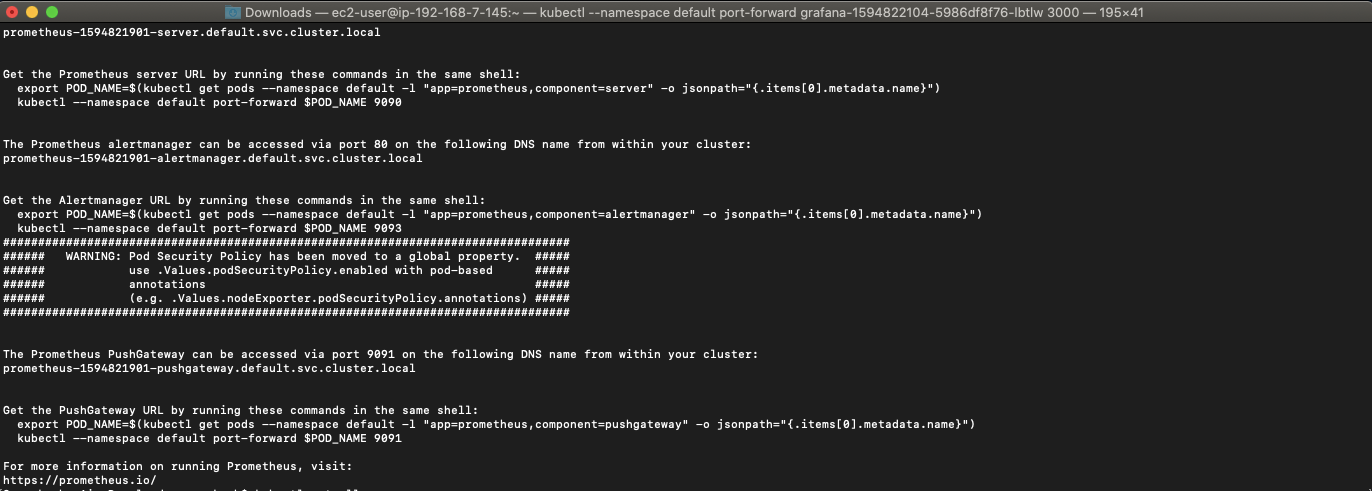 Downloads — ec2-user@ip-192-168-7-145:~ — kubectl --namespace default port-forward grafana-1594822104-5986df8f76-lbtlw 3000 — 195×41
prometheus-1594821901-server.default.svc.cluster.local
Get the Prometheus server URL by running these commands in the same shell:
export POD_NAME=$(kubectl get pods --namespace default -l "app=prometheus,component=server" -o jsonpath="{.items[0].metadata.name}")
kubectl --namespace default port-forward $POD_NAME 9090
The Prometheus alertmanager can be accessed via port 80 on the following DNS name from within your cluster:
prometheus-1594821901-alertmanager.default.svc.cluster.local
Get the Alertmanager URL by running these commands in the same shell:
export POD_NAME=$(kubectl get pods --namespace default -l "app=prometheus,component=alertmanager" -o jsonpath="{.items[0].metadata.name}")
kubectl --namespace default port-forward $POD_NAME 9093
#################################################################################
######   WARNING: Pod Security Policy has been moved to a global property.  #####
######            use .Values.podSecurityPolicy.enabled with pod-based      #####
######            annotations                                               #####
######            (e.g. .Values.nodeExporter.podSecurityPolicy.annotations) #####
#################################################################################
The Prometheus PushGateway can be accessed via port 9091 on the following DNS name from within your cluster:
prometheus-1594821901-pushgateway.default.svc.cluster.local
Get the PushGateway URL by running these commands in the same shell:
export POD_NAME=$(kubectl get pods --namespace default -l "app=prometheus,component=pushgateway" -o jsonpath="{.items[0].metadata.name}")
kubectl --namespace default port-forward $POD_NAME 9091
For more information on running Prometheus, visit:
https://prometheus.io/